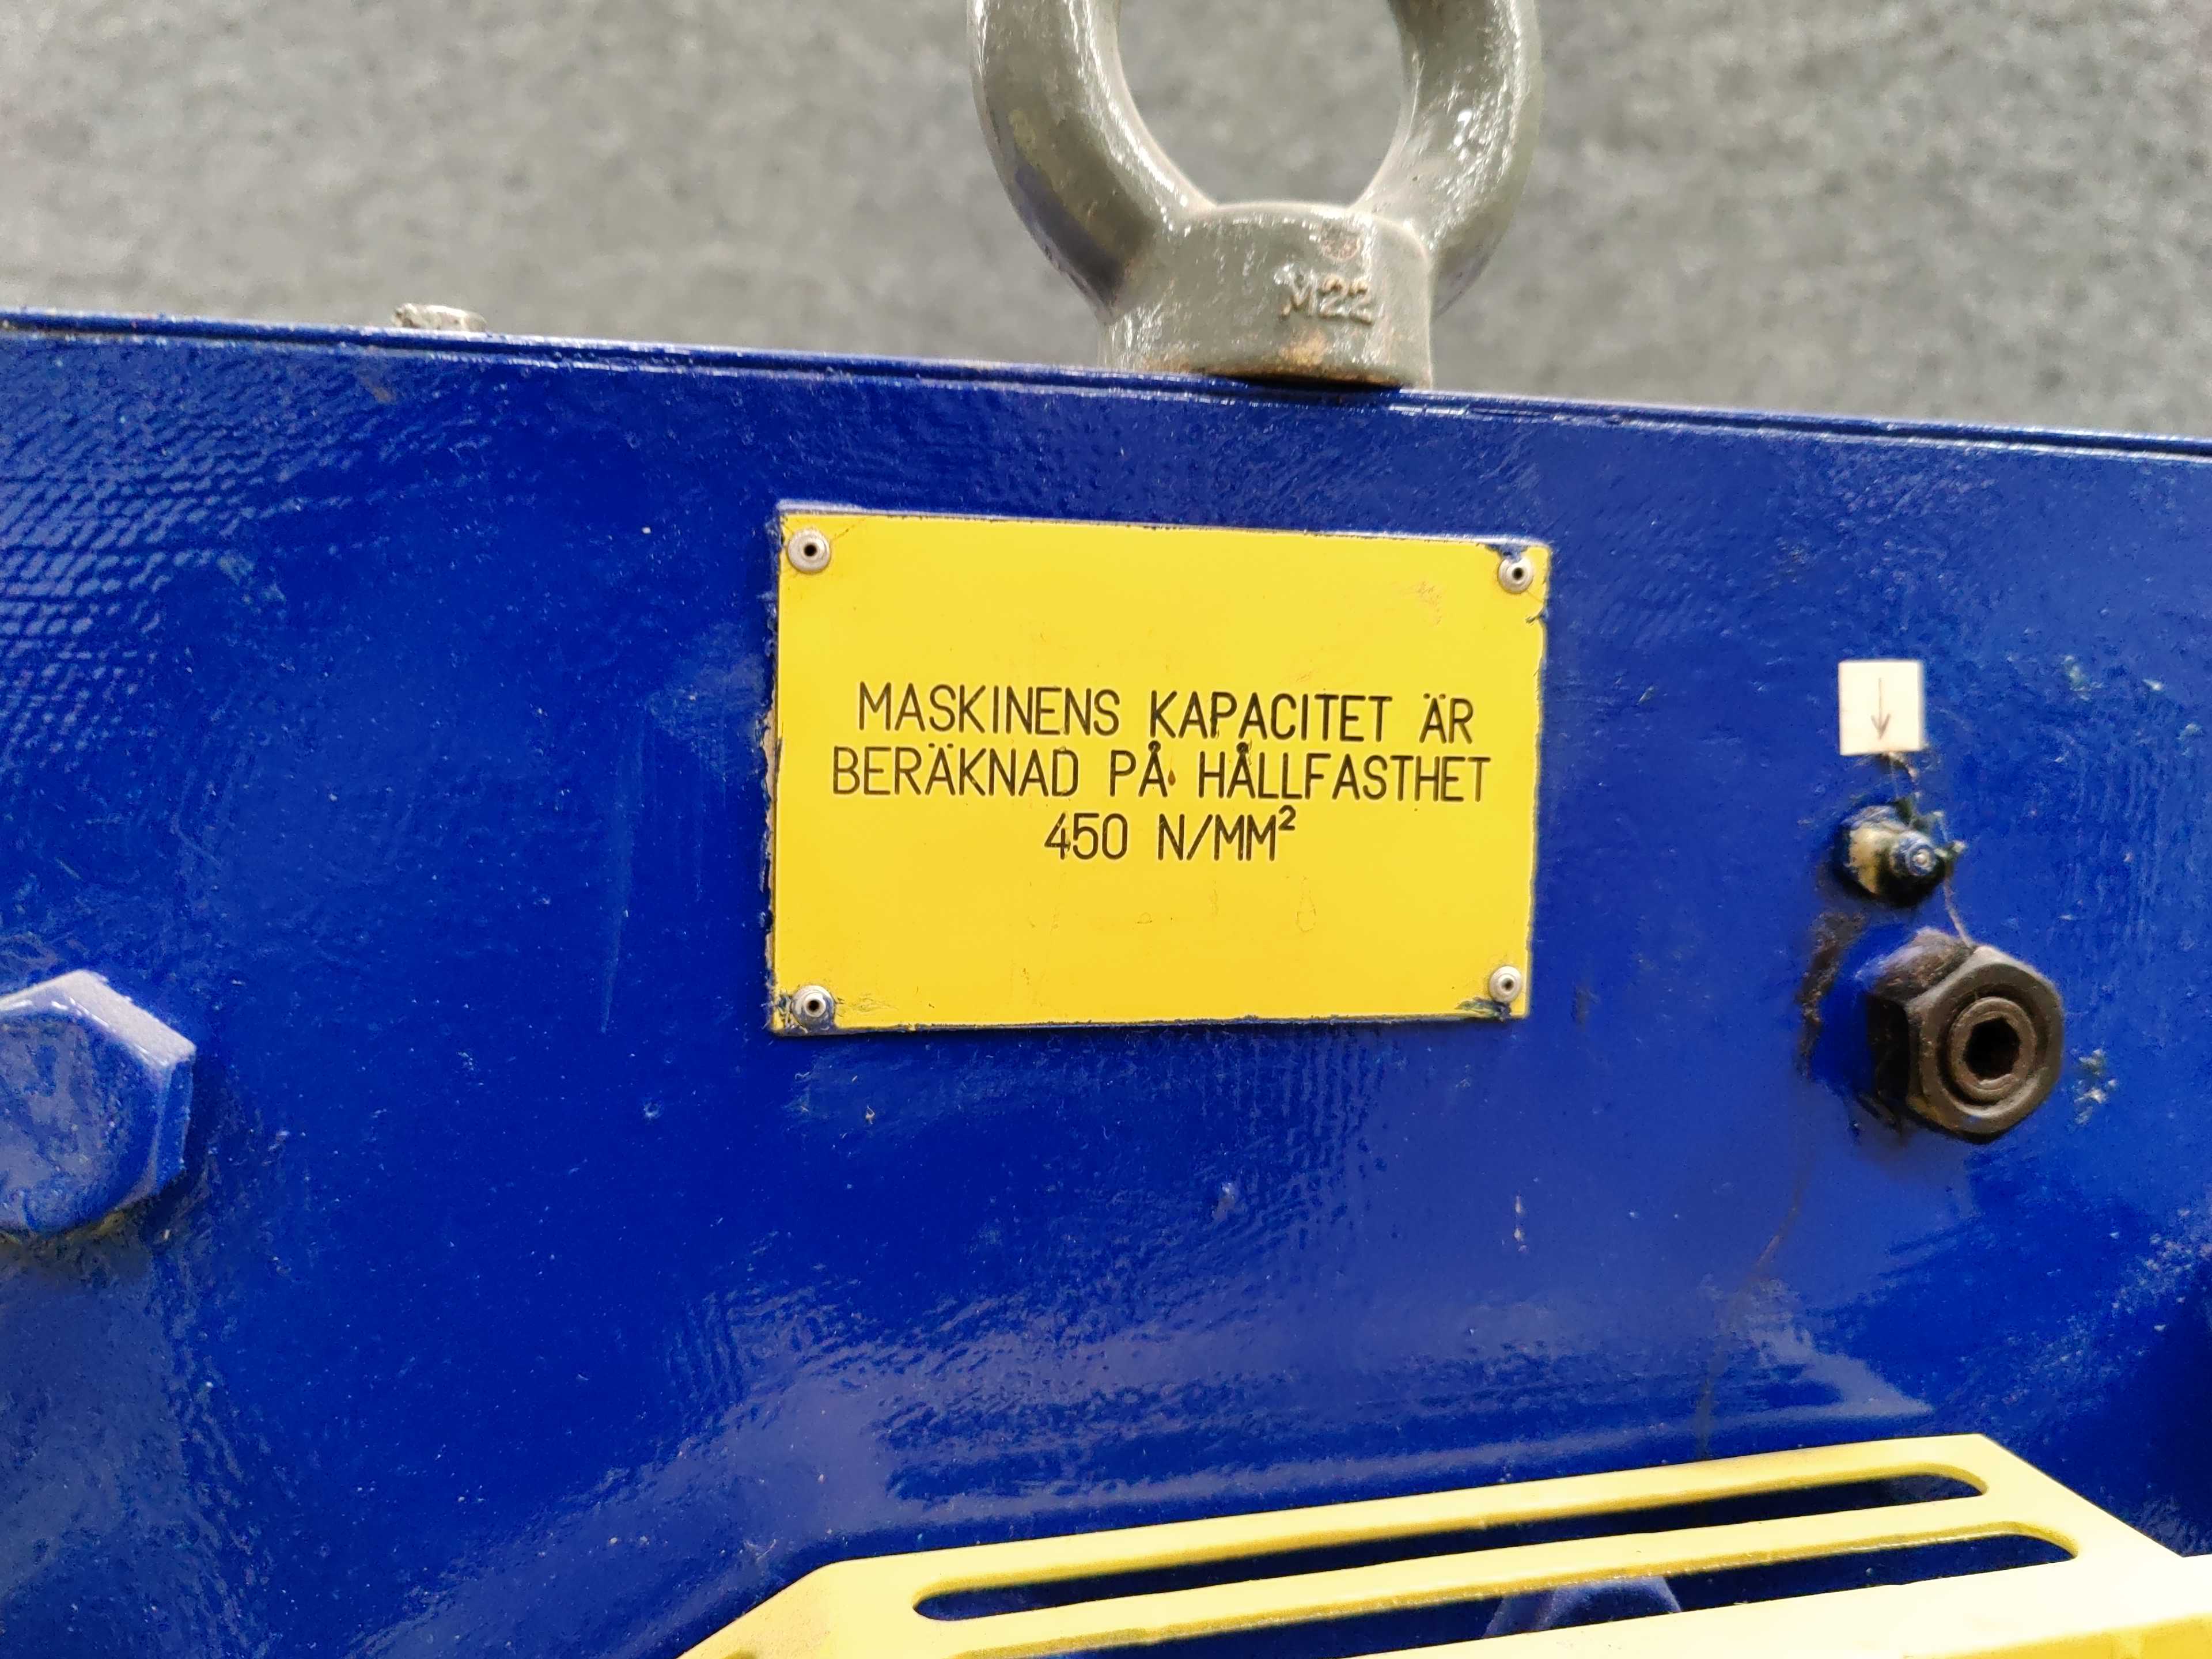 M22
MASKINENS KAPACITET ÄR
BERÄKNAD PÅ HÅLLFASTHET
450 N/MM²
↓